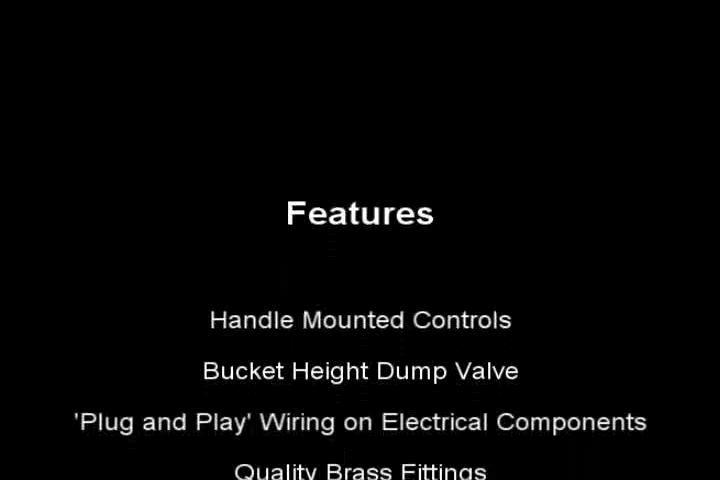 Features
Handle Mounted Controls
Bucket Height Dump Valve
'Plug and Play' Wiring on Electrical Components
Quality Brass Fittings